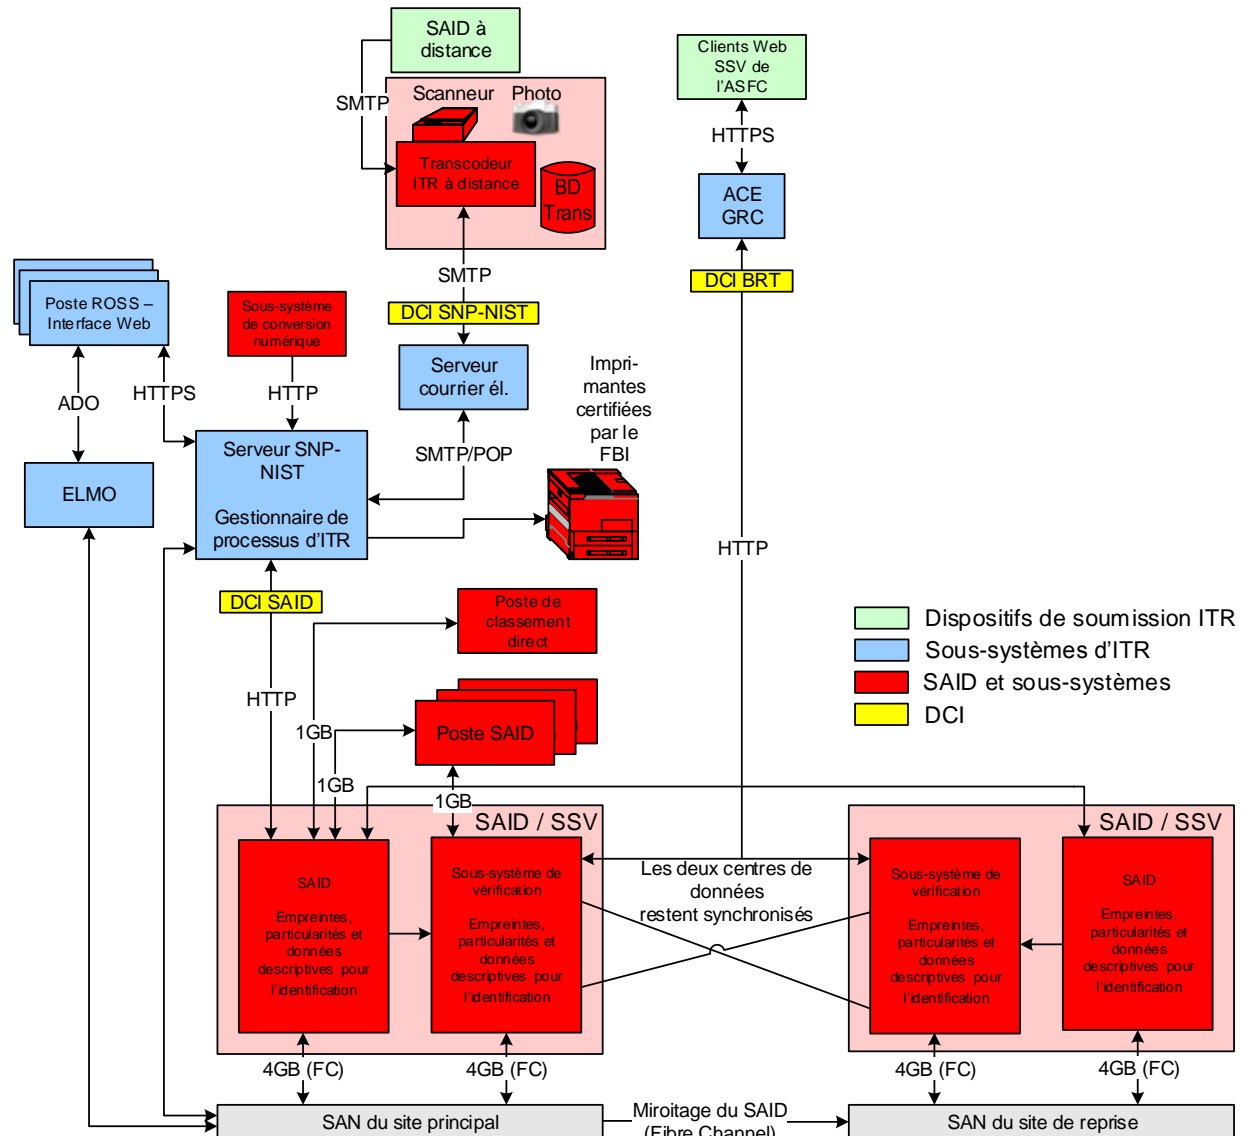 SAID à
distance
Clients Web
SSV de
l'ASFC
SMTP
Scanneur
Photo
Transcodeur
ITR à distance
BD
Trans
HTTPS
ACE
GRC
DCI BRT
SMTP
DCI SNP-NIST
Poste ROSS –
Interface Web
Sous-système
de conversion
numérique
Serveur
courrier él.
Impri-
mantes
certifiées
par le
FBI
ADO
HTTPS
HTTP
SMTP/POP
ELMO
Serveur SNP-
NIST
Gestionnaire de
processus d'ITR
HTTP
DCI SAID
Poste de
classement
direct
Dispositifs de soumission ITR
Sous-systèmes d'ITR
SAID et sous-systèmes
DCI
HTTP
1GB
Poste SAID
1GB
1GB
SAID / SSV
SAID / SSV
SAID
Empreintes,
particularités et
données
descriptives pour
l'identification
Sous-système de
vérification
Empreintes,
particularités et
données
descriptives pour
l'identification
Les deux centres de
données
restent synchronisés
Sous-système de
vérification
Empreintes,
particularités et
données
descriptives pour
l'identification
SAID
Empreintes,
particularités et
données
descriptives pour
l'identification
4GB (FC)
4GB (FC)
4GB (FC)
4GB (FC)
SAN du site principal
Miroitage du SAID
(Fibre Channel)
SAN du site de reprise